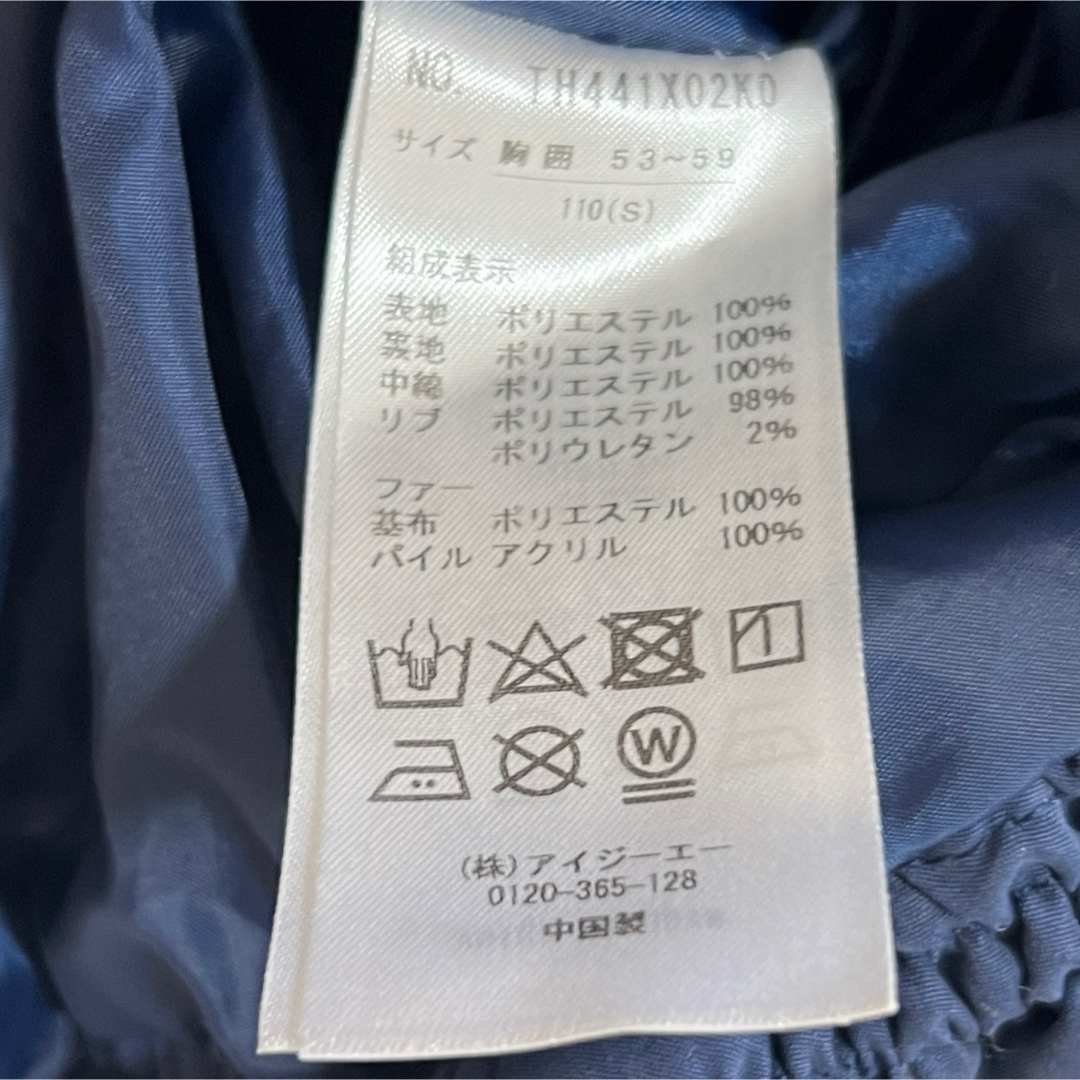 NO. TH441X02K0
サイズ 胸囲 53~59
110(S)
組成表示
表地 ポリエステル 100%
裏地 ポリエステル 100%
中綿 ポリエステル 100%
リブ ポリエステル 98%
ポリウレタン 2%
ファー
基布 ポリエステル 100%
パイル アクリル 100%
W
(株)アイジーエー
0120-365-128
中国製